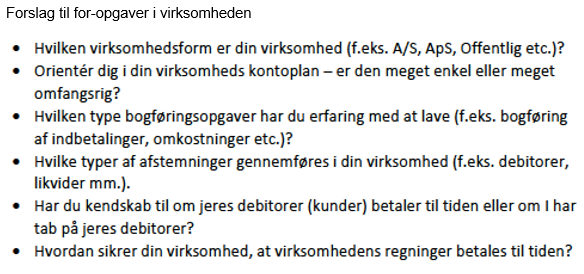 Forslag til for-opgaver i virksomheden
• Hvilken virksomhedsform er din virksomhed (f.eks. A/S, ApS, Offentlig etc.)?
• Orientér dig i din virksomheds kontoplan – er den meget enkel eller meget
omfangsrig?
• Hvilken type bogføringsopgaver har du erfaring med at lave (f.eks. bogføring
af indbetalinger, omkostninger etc.)?
• Hvilke typer af afstemninger gennemføres i din virksomhed (f.eks. debitorer,
likvider mm.).
• Har du kendskab til om jeres debitorer (kunder) betaler til tiden eller om I har
tab på jeres debitorer?
• Hvordan sikrer din virksomhed, at virksomhedens regninger betales til tiden?